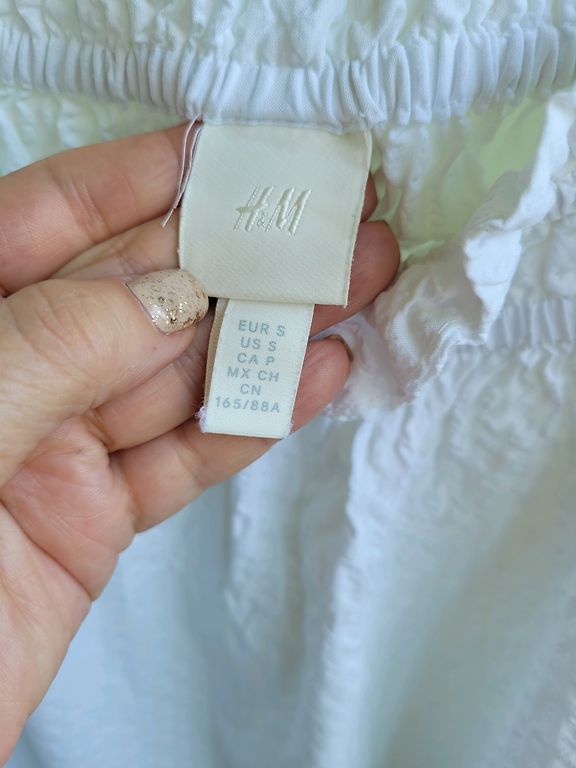 H&M
EUR S
US S
CA P
MX CH
CN
165/88A